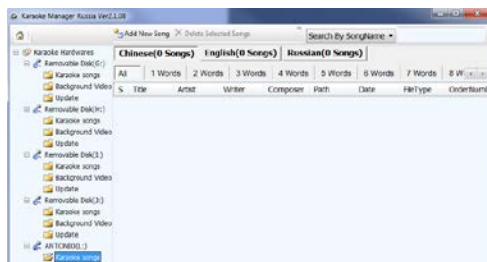 Karaoke Manager Russia Ver2.1.08
Add New Song Delete Selected Songs Search By SongName
Karaoke Hardwares
Removable Disk(G:)
Karaoke songs
Background Video
Update
Removable Disk(H:)
Karaoke songs
Background Video
Update
Removable Disk(I:)
Karaoke songs
Background Video
Update
Removable Disk(J:)
Karaoke songs
Background Video
Update
ANTONIO(L:)
Karaoke songs
Chinese(0 Songs) English(0 Songs) Russian(0 Songs)
All 1 Words 2 Words 3 Words 4 Words 5 Words 6 Words 7 Words 8 W
S Title Artist Writer Composer Path Date FileType OrderNumb